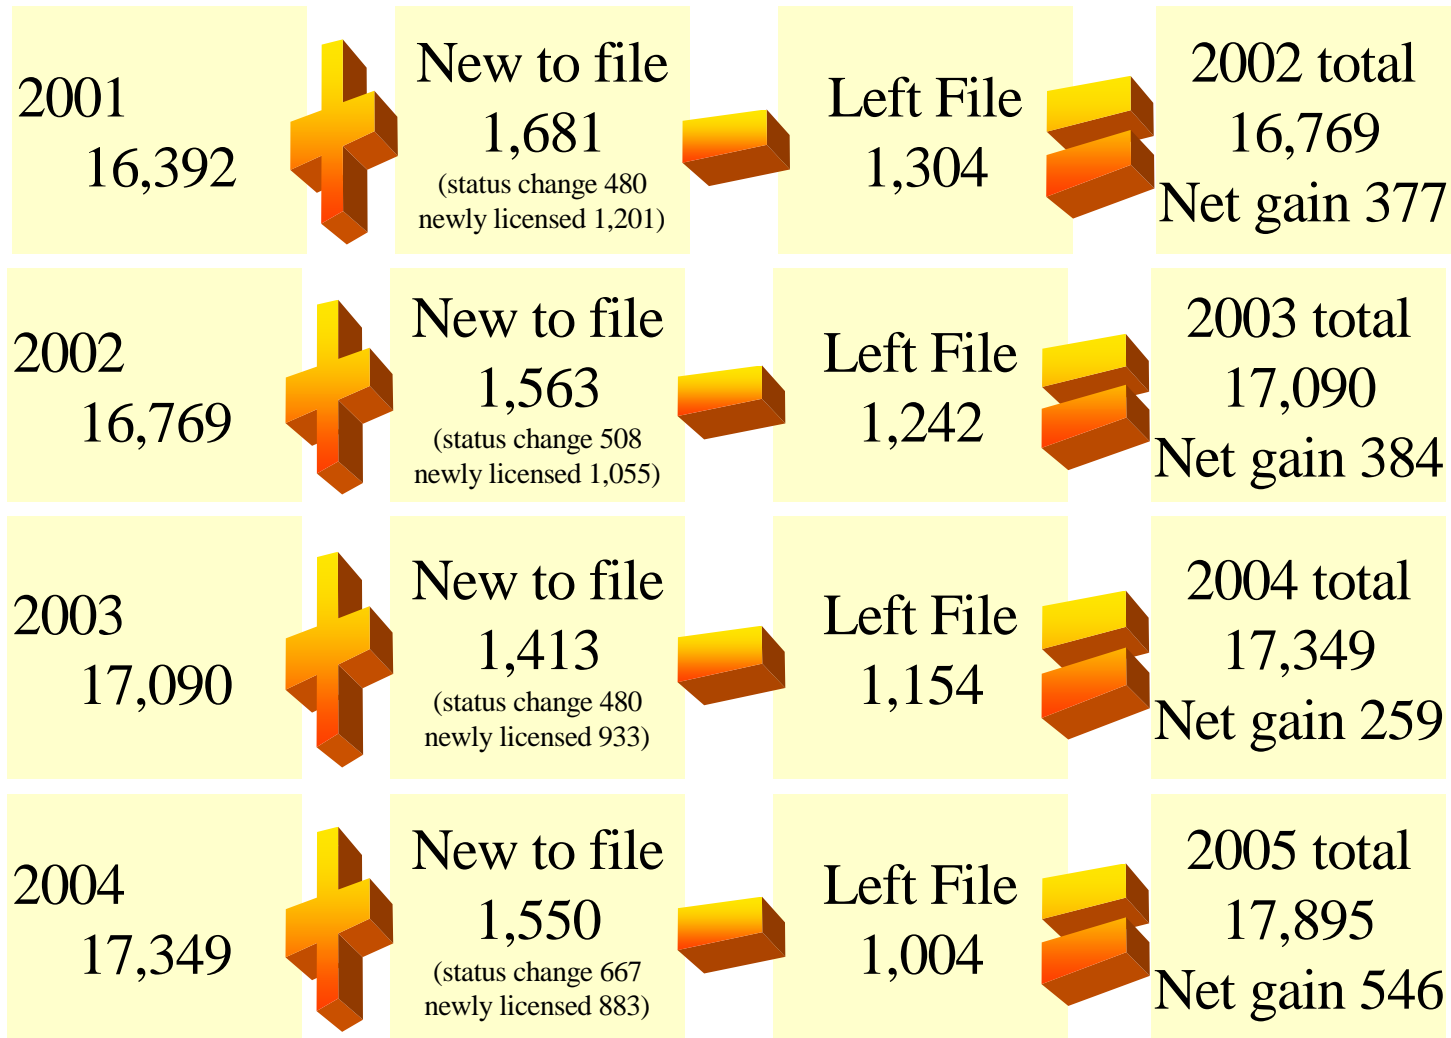 2001
16,392
New to file
1,681
(status change 480
newly licensed 1,201)
Left File
1,304
2002 total
16,769
Net gain 377
2002
16,769
New to file
1,563
(status change 508
newly licensed 1,055)
Left File
1,242
2003 total
17,090
Net gain 384
2003
17,090
New to file
1,413
(status change 480
newly licensed 933)
Left File
1,154
2004 total
17,349
Net gain 259
2004
17,349
New to file
1,550
(status change 667
newly licensed 883)
Left File
1,004
2005 total
17,895
Net gain 546